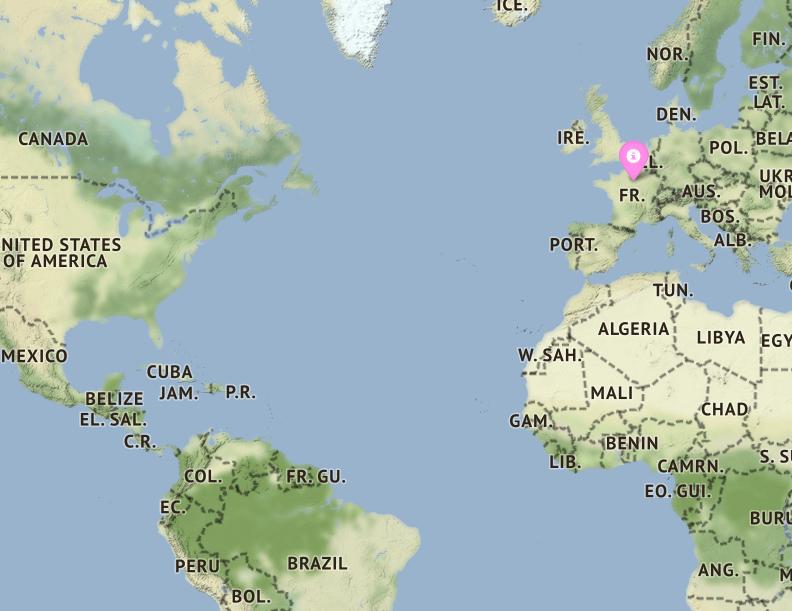 ICE.
FIN.
NOR.
EST.
LAT.
DEN.
CANADA
IRE.
BELA
POL.
L.
UKR
MOL
FR.
AUS.
BOS.
NITED STATES
OF AMERICA
PORT.
ALB.
TUN.
ALGERIA
LIBYA
EGY
MEXICO
W. SAH.
CUBA
JAM.
P.R.
MALI
BELIZE
EL. SAL.
CHAD
GAM.
C.R.
BENIN
S. SU
LIB.
CAMRN.
COL.
FR. GU.
EO. GUI.
EC.
BURU
PERU
BRAZIL
ANG.
M
BOL.